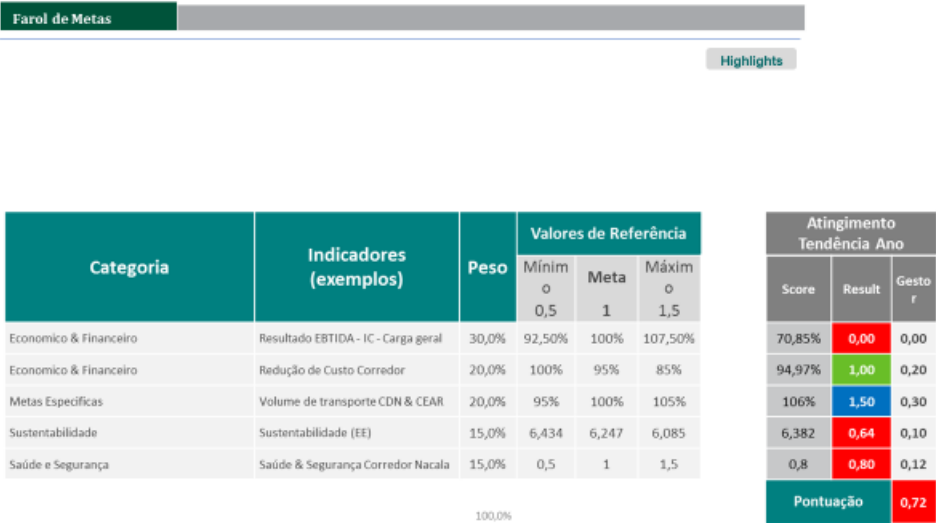 Farol de Metas
Highlights
Categoria
Indicadores
(exemplos)
Peso
Valores de Referência
Mínim
o
0,5
Meta
1
Máxim
o
1,5
Atingimento
Tendência Ano
Score
Result
Gesto
r
Economico & Financeiro Resultado EBTIDA - IC - Carga geral 30,0% 92,50% 100% 107,50% 70,85% 0,00 0,00
Economico & Financeiro Redução de Custo Corredor 20,0% 100% 95% 85% 94,97% 1,00 0,20
Metas Especificas Volume de transporte CDN & CEAR 20,0% 95% 100% 105% 106% 1,50 0,30
Sustentabilidade Sustentabilidade (EE) 15,0% 6,434 6,247 6,085 6,382 0,64 0,10
Saúde e Segurança Saúde & Segurança Corredor Nacala 15,0% 0,5 1 1,5 0,8 0,80 0,12
Pontuação 0,72
100,0%